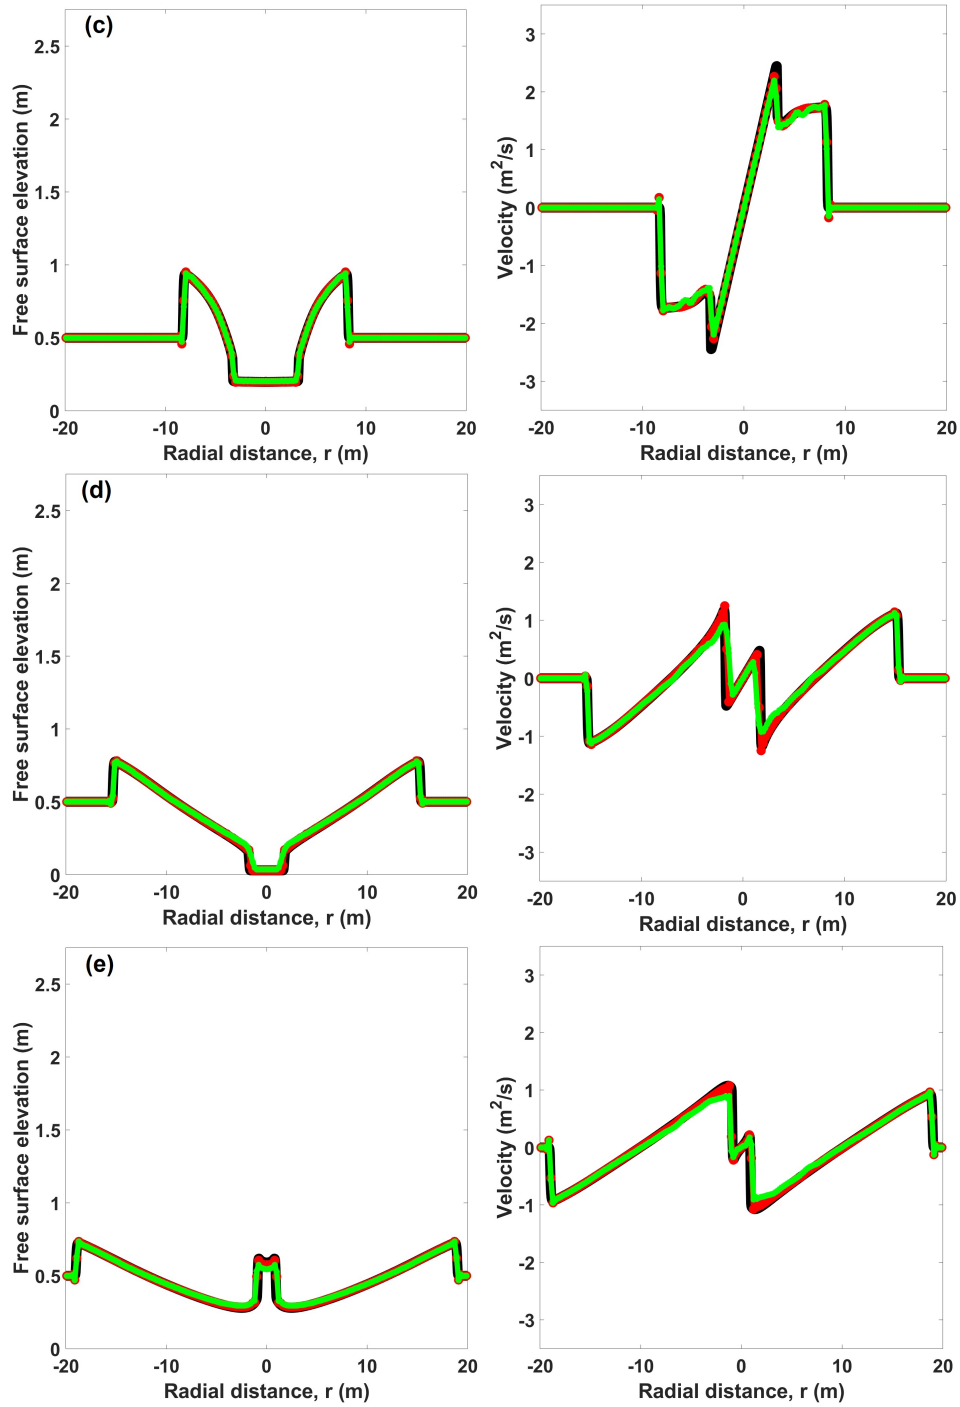 (c)
Free surface elevation (m)
2.5
2
1.5
1
0.5
0
-20 -10 0 10 20
Radial distance, r (m)
Velocity (m²/s)
3
2
1
0
-1
-2
-3
-20 -10 0 10 20
Radial distance, r (m)
(d)
Free surface elevation (m)
2.5
2
1.5
1
0.5
0
-20 -10 0 10 20
Radial distance, r (m)
Velocity (m²/s)
3
2
1
0
-1
-2
-3
-20 -10 0 10 20
Radial distance, r (m)
(e)
Free surface elevation (m)
2.5
2
1.5
1
0.5
0
-20 -10 0 10 20
Radial distance, r (m)
Velocity (m²/s)
3
2
1
0
-1
-2
-3
-20 -10 0 10 20
Radial distance, r (m)